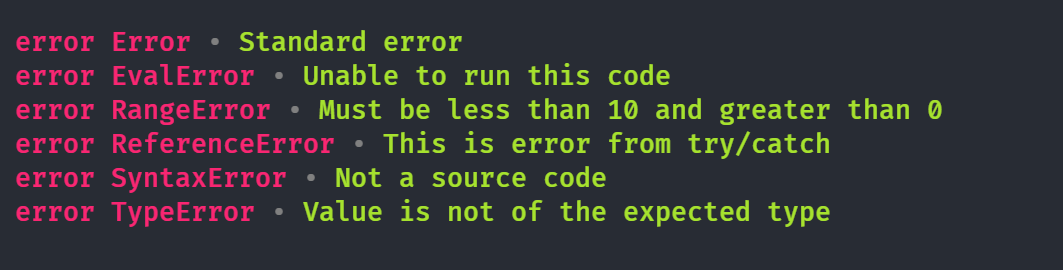 error Error • Standard error
error EvalError • Unable to run this code
error RangeError • Must be less than 10 and greater than 0
error ReferenceError • This is error from try/catch
error SyntaxError • Not a source code
error TypeError • Value is not of the expected type